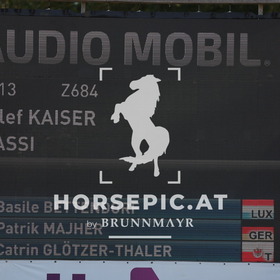 AUDIO MOBIL.
13 Z684
lef KAISER
ASSI
HORSEPIC.AT
by BRUNNMAYR
Basile BETTENDORF LUX
Patrik MAJHER GER
Catrin GLÖTZER-THALER